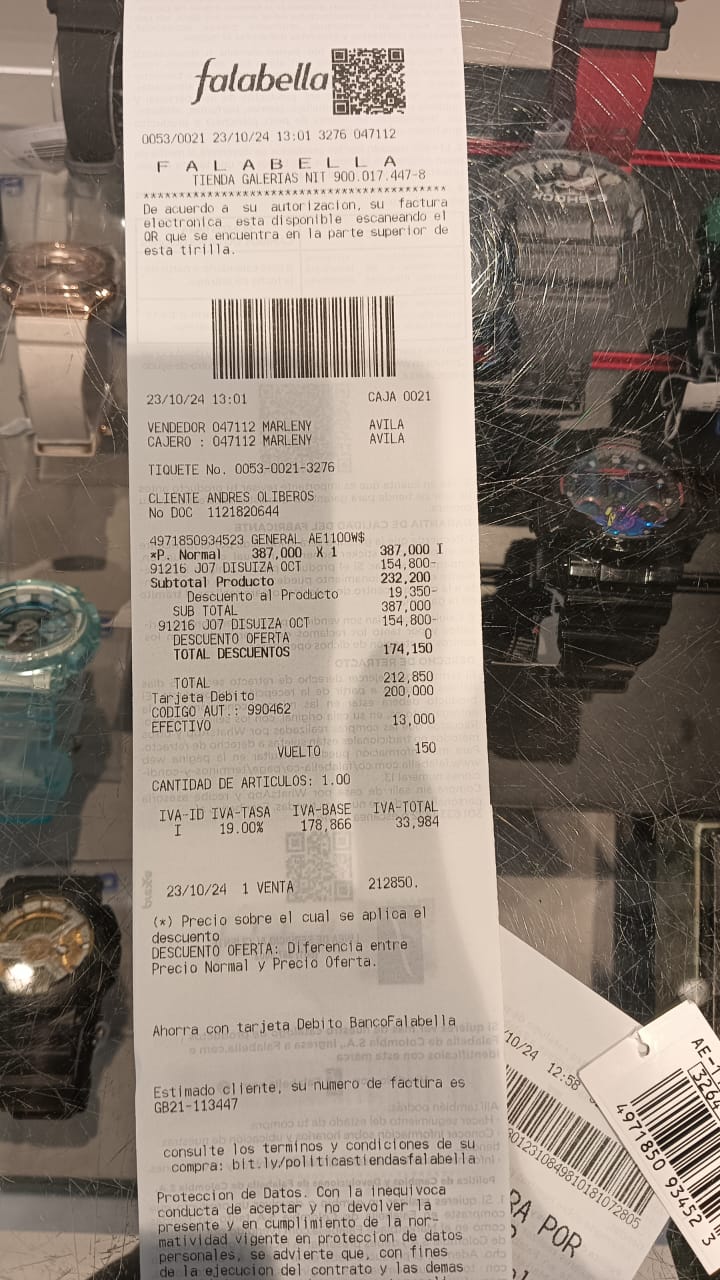 falabella
0053/0021 23/10/24 13:01 3276 047112
F A L A B E L L A
TIENDA GALERIAS NIT 900.017.447-8
******************************************
De acuerdo a su autorizacion, su factura
electronica esta disponible escaneando el
QR que se encuentra en la parte superior de
esta tirilla.
23/10/24 13:01 CAJA 0021
VENDEDOR 047112 MARLENY AVILA
CAJERO : 047112 MARLENY AVILA
TIQUETE No. 0053-0021-3276
CLIENTE ANDRES OLIBEROS
No DOC 1121820644
4971850934523 GENERAL AE1100W$
*P. Normal 387,000 X 1 387,000 I
91216 J07 DISUIZA OCT 154,800-
Subtotal Producto 232,200
Descuento al Producto 19,350-
SUB TOTAL 387,000
91216 J07 DISUIZA OCT 154,800-
DESCUENTO OFERTA 0
TOTAL DESCUENTOS 174,150
TOTAL 212,850
Tarjeta Debito 200,000
CODIGO AUT.: 990462
EFECTIVO 13,000
VUELTO 150
CANTIDAD DE ARTICULOS: 1.00
IVA-ID IVA-TASA IVA-BASE IVA-TOTAL
I 19.00% 178,866 33,984
23/10/24 1 VENTA 212850.
(*) Precio sobre el cual se aplica el
descuento
DESCUENTO OFERTA: Diferencia entre
Precio Normal y Precio Oferta.
Ahorra con tarjeta Debito BancoFalabella
Estimado cliente, su numero de factura es
GB21-113447
consulte los terminos y condiciones de su
compra: bit.ly/politicastiendasfalabella
Proteccion de Datos. Con la inequivoca
conducta de aceptar y no devolver la
presente y en cumplimiento de la nor-
matividad vigente en proteccion de datos
personales, se advierte que, con fines
de la ejecucion del contrato y las demas
/10/24 12:58
RA POR
AE-1
4971850 93452 3